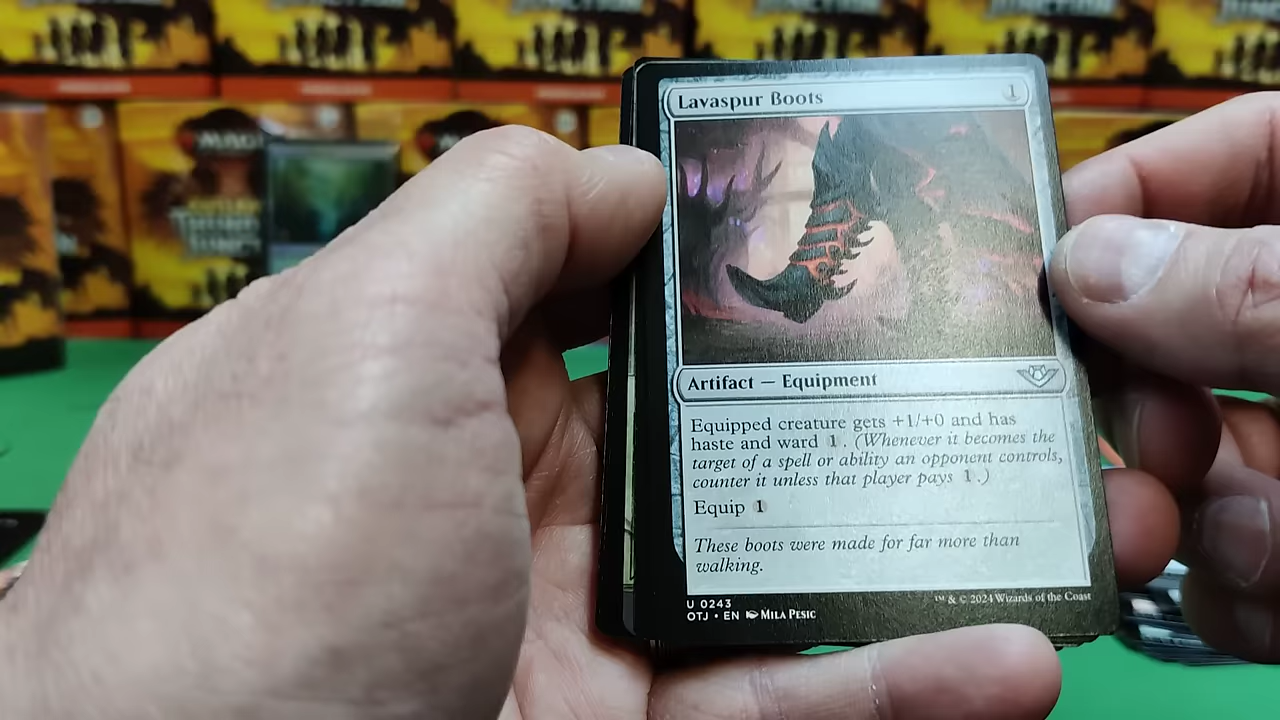 Lavaspur Boots 1
Artifact — Equipment
Equipped creature gets +1/+0 and has
haste and ward 1. (Whenever it becomes the
target of a spell or ability an opponent controls,
counter it unless that player pays 1.)
Equip 1
These boots were made for far more than
walking.
U 0243
OTJ • EN Mila Pesic
™ & © 2024 Wizards of the Coast